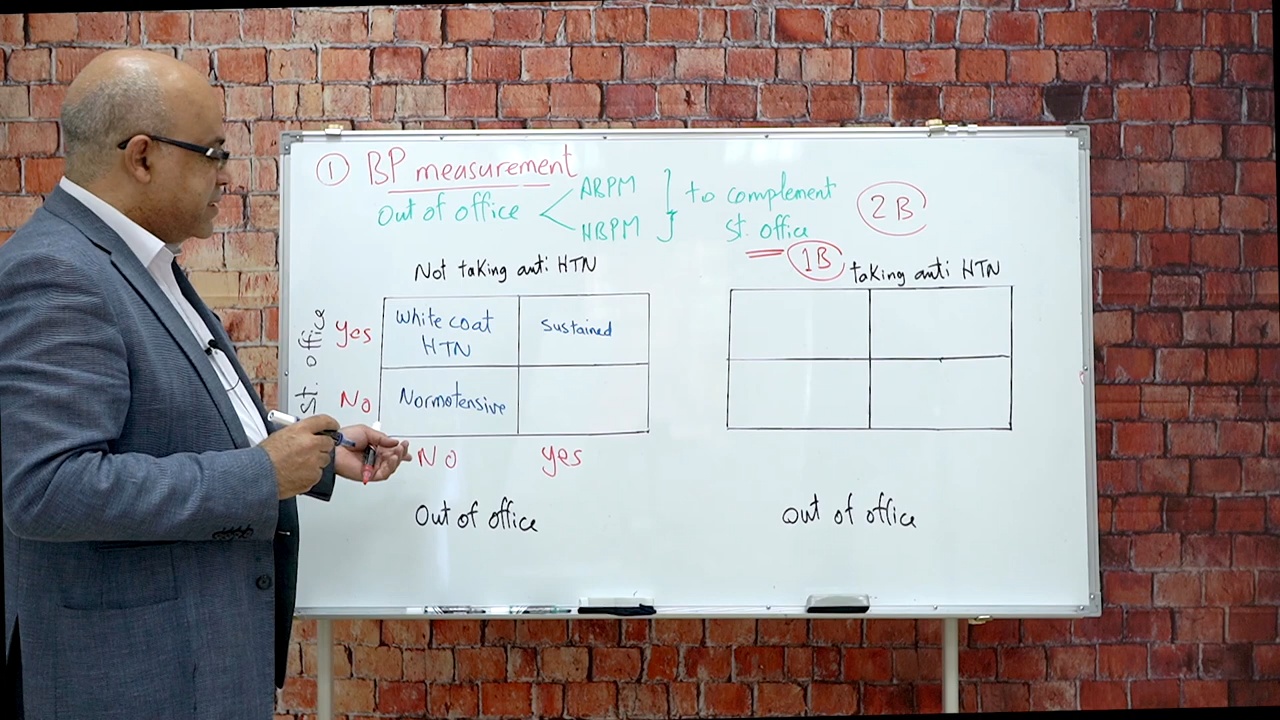 ① BP measurement
Out of office < ABPM
HBPM
to complement
st. office
2B
1B
Not taking anti HTN
taking anti HTN
St. office
Yes
White coat
HTN
Sustained
No
Normotensive
No
yes
Out of office
Out of office